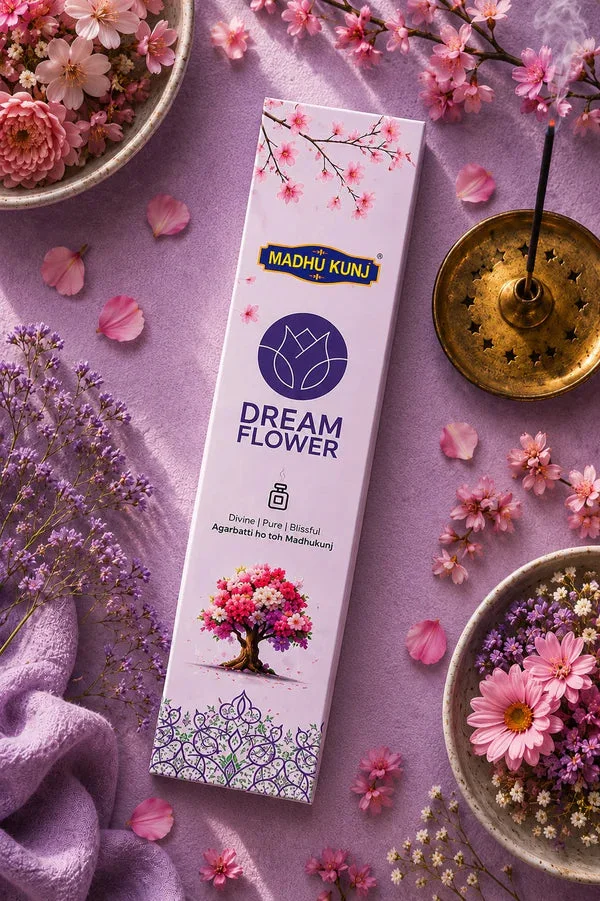 MADHU KUNJ ®
DREAM
FLOWER
Divine | Pure | Blissful
Agarbatti ho toh Madhukunj